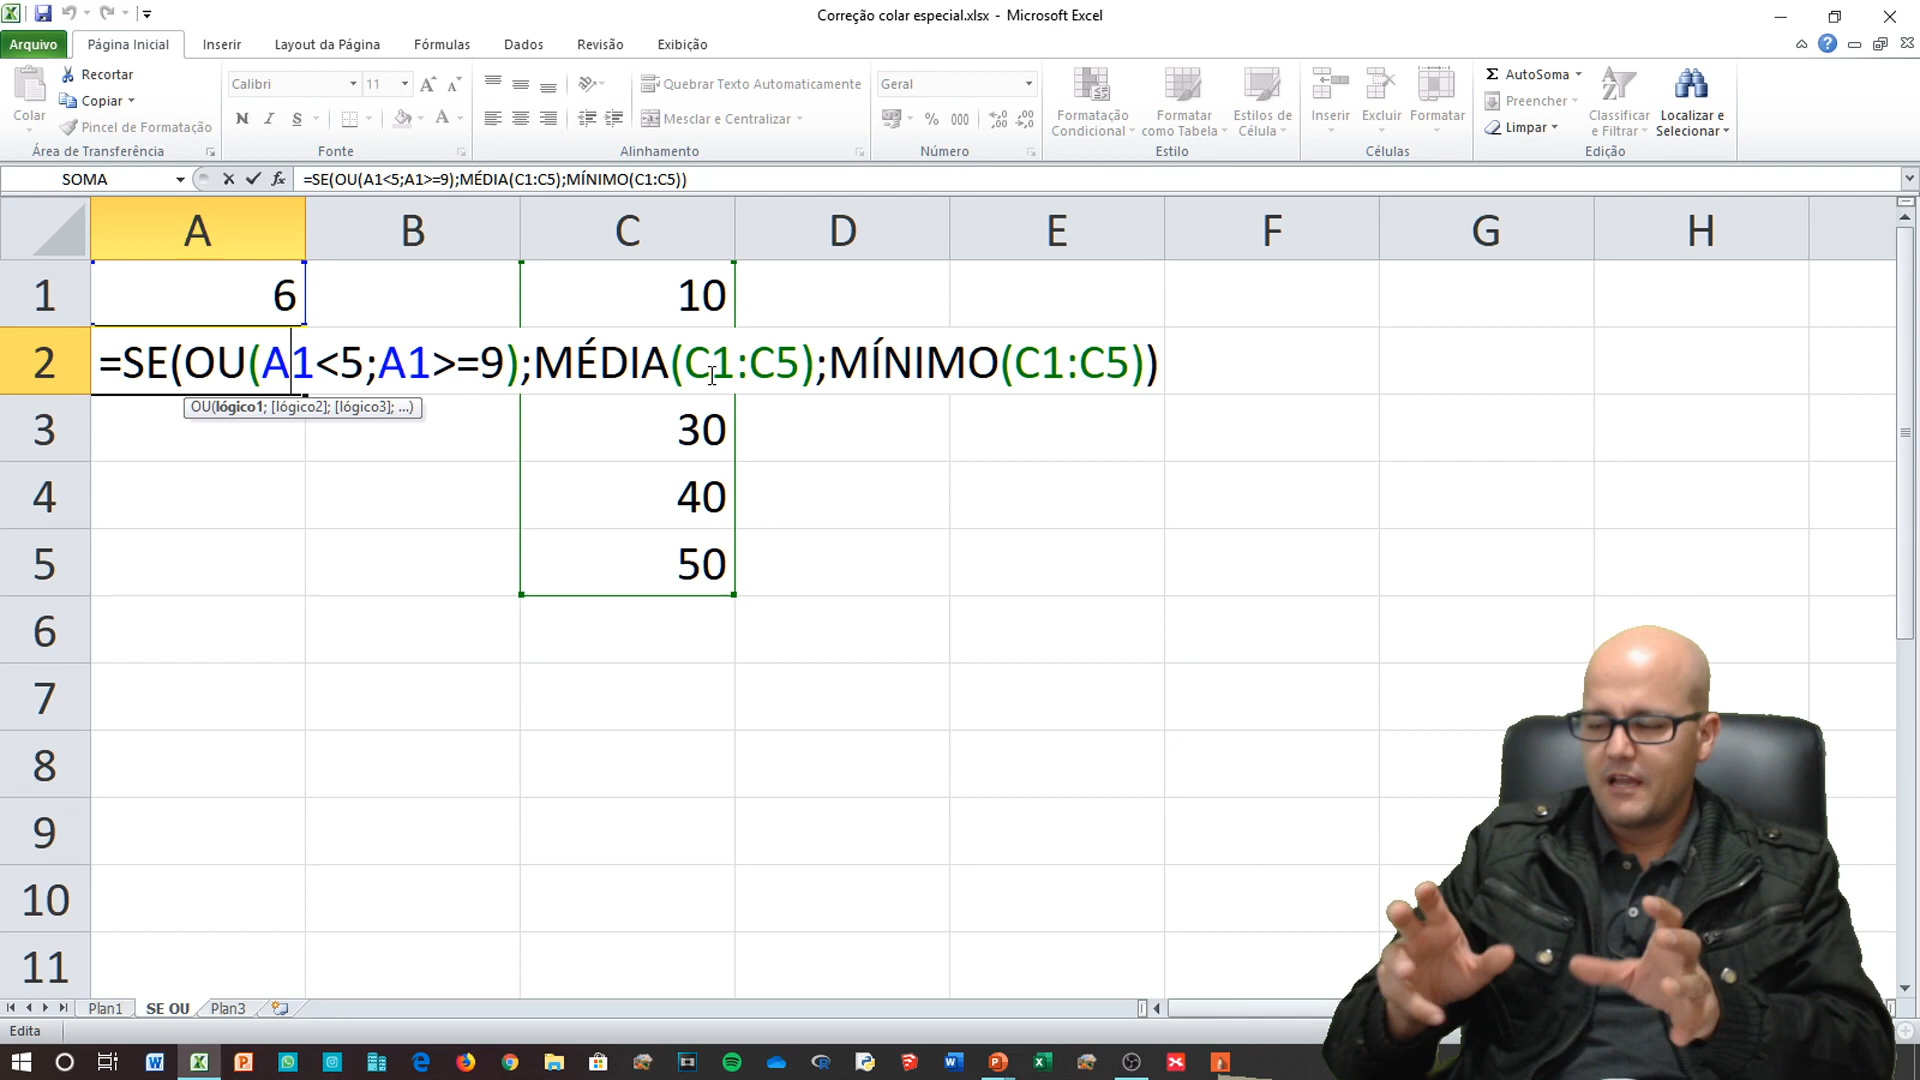 Correção colar especial.xlsx - Microsoft Excel
Arquivo Página Inicial Inserir Layout da Página Fórmulas Dados Revisão Exibição
Colar
Recortar
Copiar
Pincel de Formatação
Área de Transferência
Calibri 11
N I S
Fonte
Quebrar Texto Automaticamente
Mesclar e Centralizar
Alinhamento
Geral
% 000
Número
Formatação Condicional
Formatar como Tabela
Estilos de Célula
Estilo
Inserir Excluir Formatar
Células
Σ AutoSoma
Preencher
Limpar
Classificar e Filtrar
Localizar e Selecionar
Edição
SOMA fx =SE(OU(A1<5;A1>=9);MÉDIA(C1:C5);MÍNIMO(C1:C5))
A B C D E F G H
1 6 10
2 =SE(OU(A1<5;A1>=9);MÉDIA(C1:C5);MÍNIMO(C1:C5))
OU(lógico1; [lógico2]; [lógico3]; ...)
3 30
4 40
5 50
6
7
8
9
10
11
Plan1 SE OU Plan3
Edita